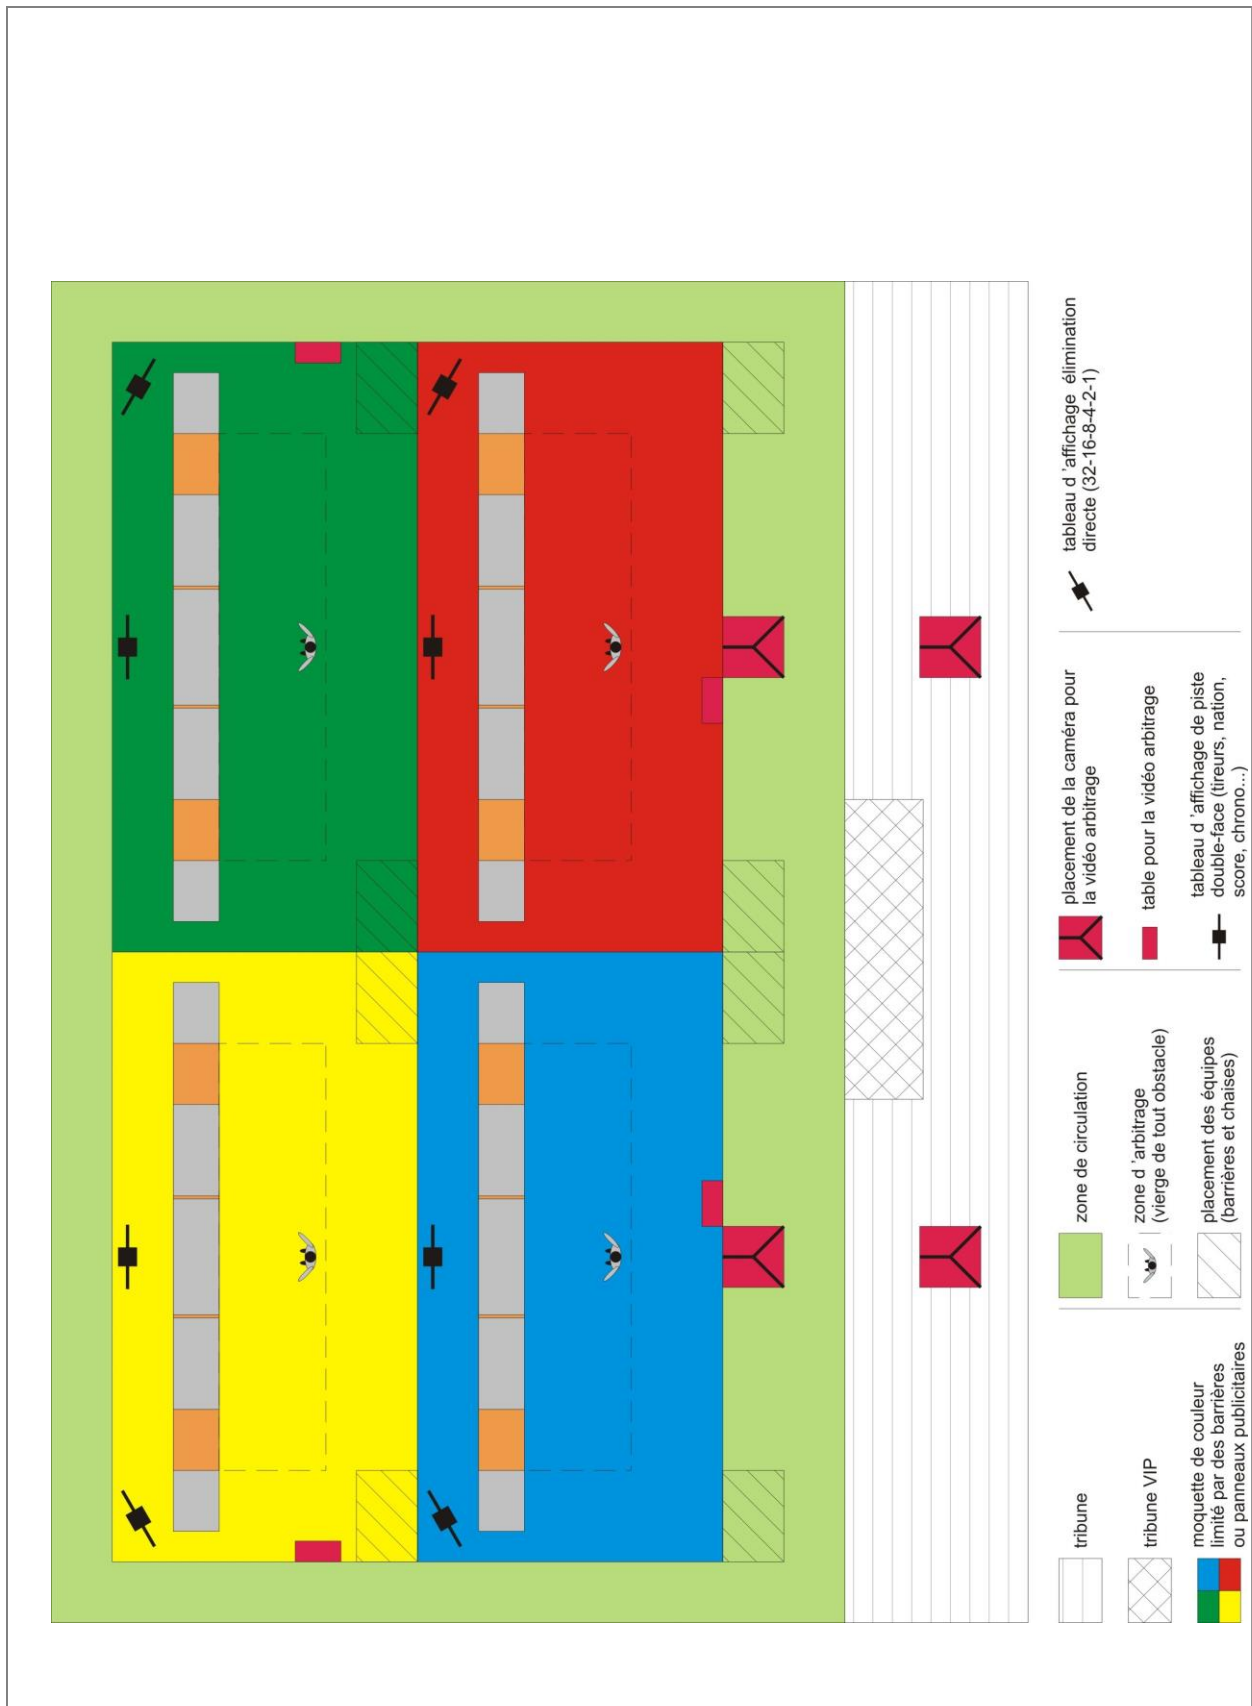 tribune
tribune VIP
moquette de couleur
limité par des barrières
ou panneaux publicitaires
zone de circulation
zone d 'arbitrage
(vierge de tout obstacle)
placement des équipes
(barrières et chaises)
placement de la caméra pour
la vidéo arbitrage
table pour la vidéo arbitrage
tableau d 'affichage de piste
double-face (tireurs, nation,
score, chrono...)
tableau d 'affichage élimination
directe (32-16-8-4-2-1)